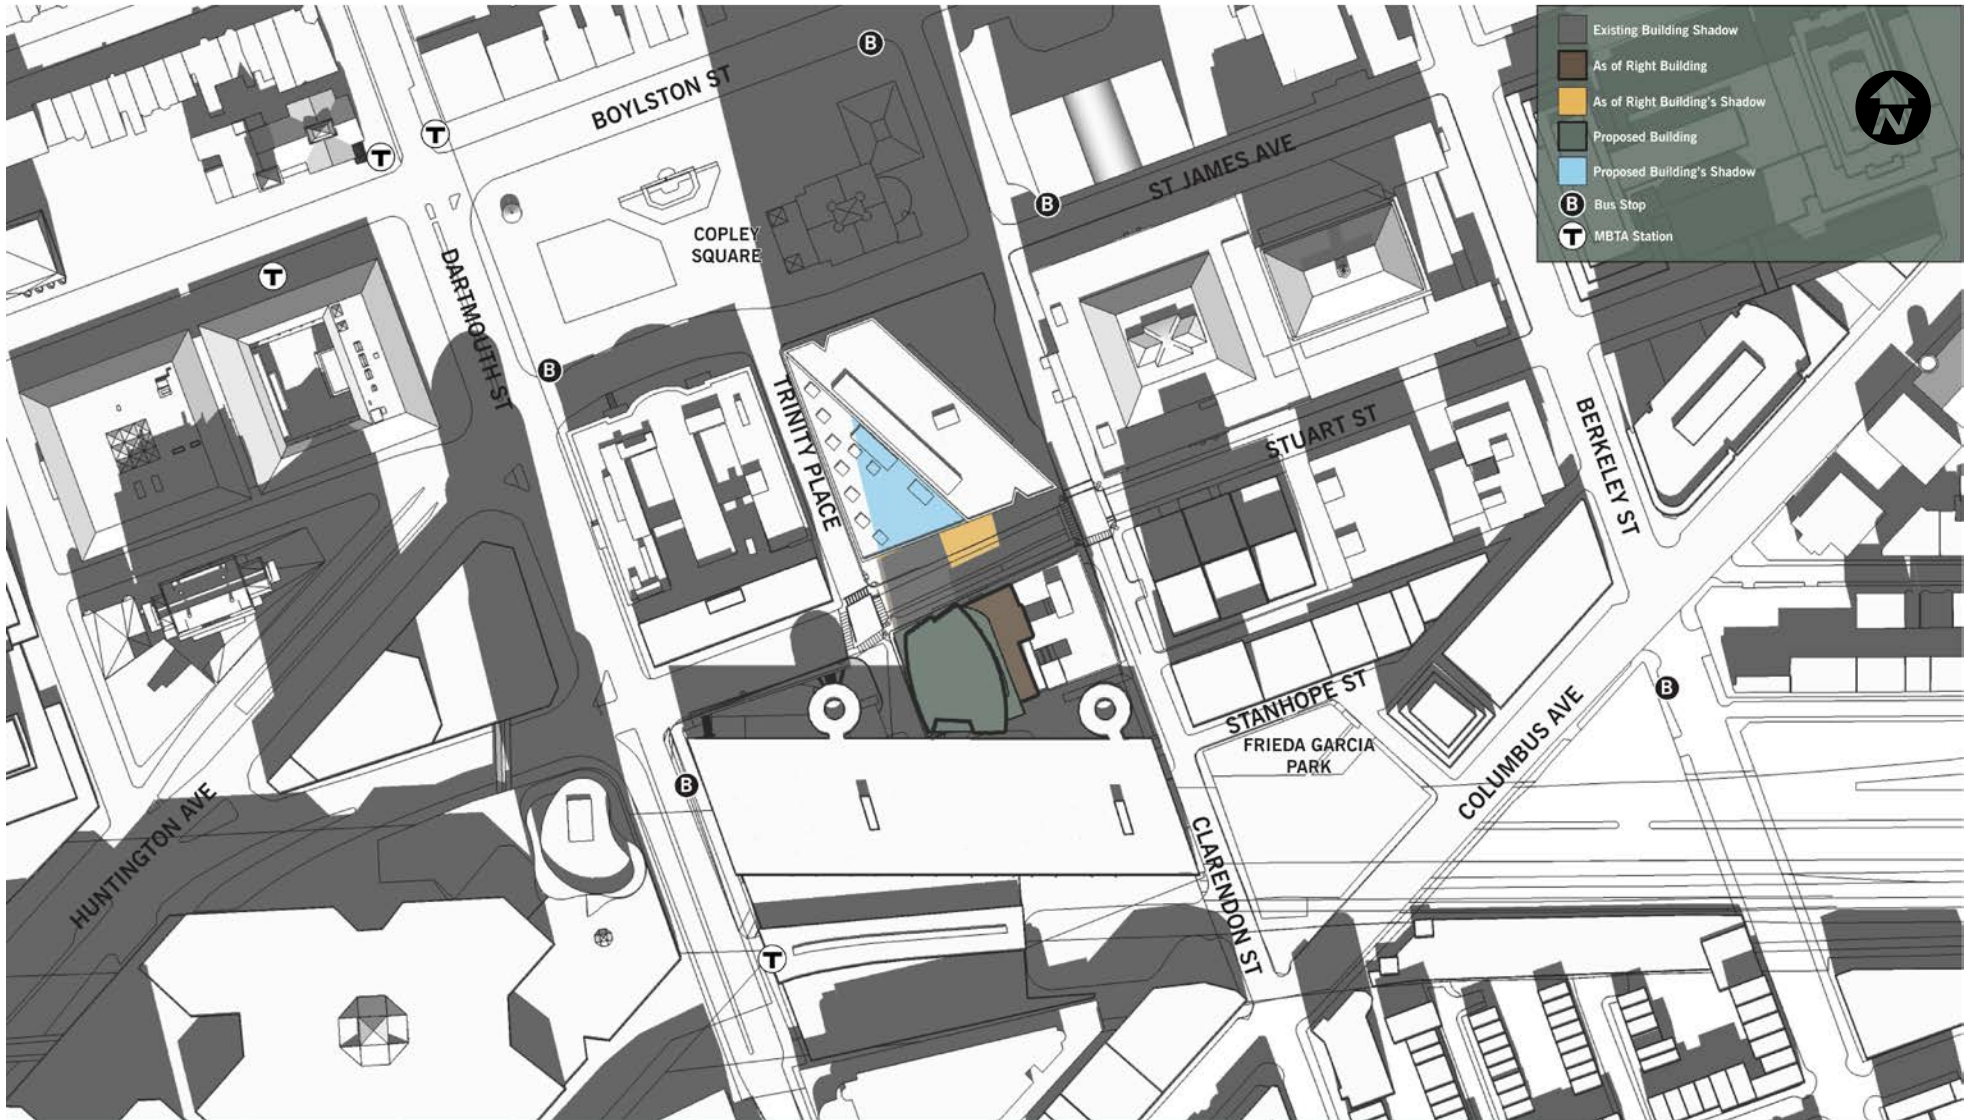 Existing Building Shadow
As of Right Building
As of Right Building's Shadow
Proposed Building
Proposed Building's Shadow
B Bus Stop
T MBTA Station
N
B
BOYLSTON ST
T
T
ST JAMES AVE
B
COPLEY
SQUARE
T
DARTMOUTH ST
B
TRINITY PLACE
STUART ST
BERKELEY ST
STANHOPE ST
B
FRIEDA GARCIA
PARK
COLUMBUS AVE
B
HUNTINGTON AVE
CLARENDON ST
T